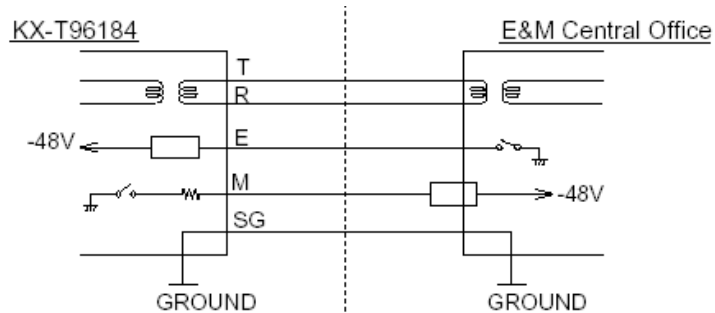 KX-T96184
E&M Central Office
T
R
-48V
E
M
-48V
SG
GROUND
GROUND